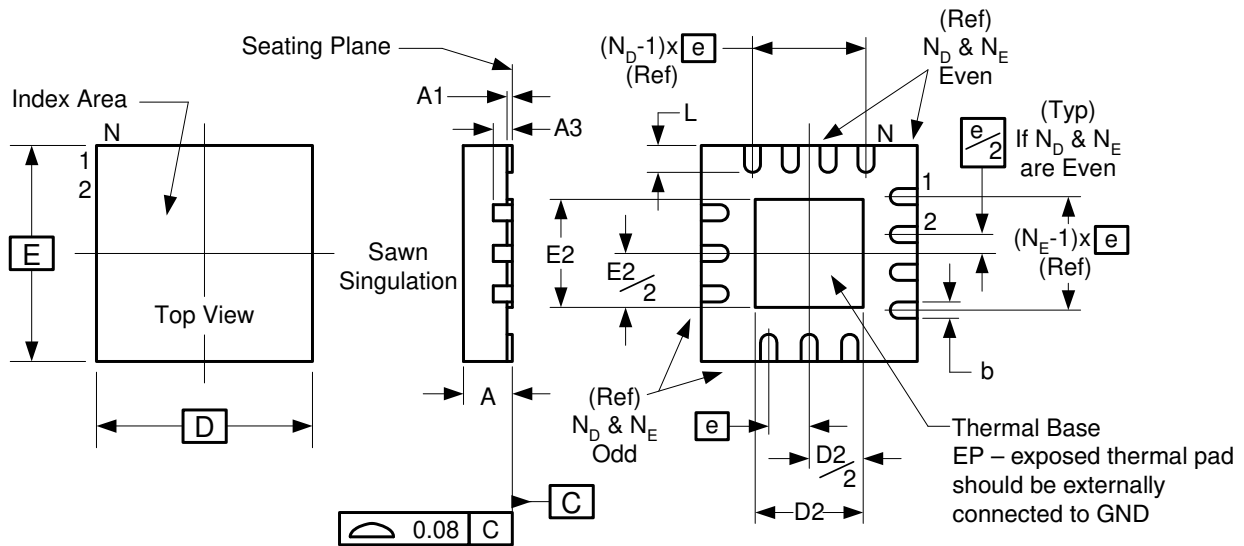 Seating Plane
Index Area
N
1
2
E
Top View
D
A1
A3
Sawn
Singulation
A
0.08 C
C
(N_D-1)x e
(Ref)
(Ref)
N_D & N_E
Even
L
N
e/2
(Typ)
If N_D & N_E
are Even
1
2
(N_E-1)x e
(Ref)
E2
E2/2
b
(Ref)
N_D & N_E
Odd
e
D2/2
D2
Thermal Base
EP – exposed thermal pad
should be externally
connected to GND